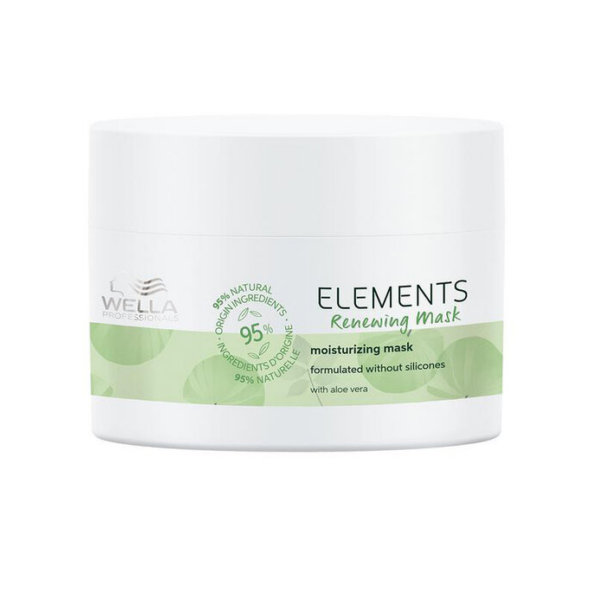 WELLA
PROFESSIONALS
95% NATURAL
ORIGIN INGREDIENTS
95%
INGREDIENTS D'ORIGINE
95% NATURELLE
ELEMENTS
Renewing Mask
moisturizing mask
formulated without silicones
with aloe vera